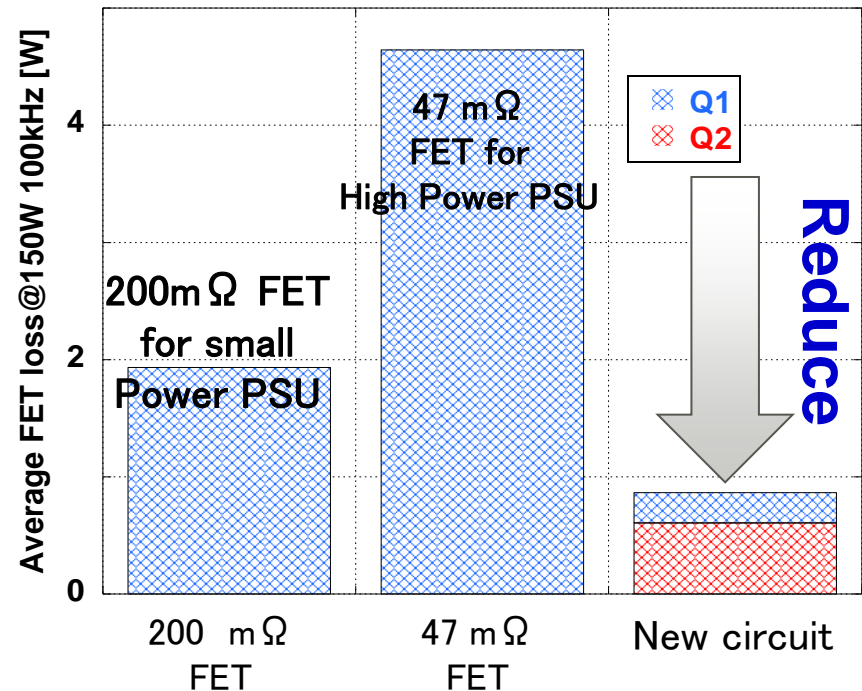 Average FET loss@150W 100kHz [W]
4
2
0
200mΩ FET
for small
Power PSU
47 mΩ
FET for
High Power PSU
Q1
Q2
Reduce
200 mΩ
FET
47 mΩ
FET
New circuit